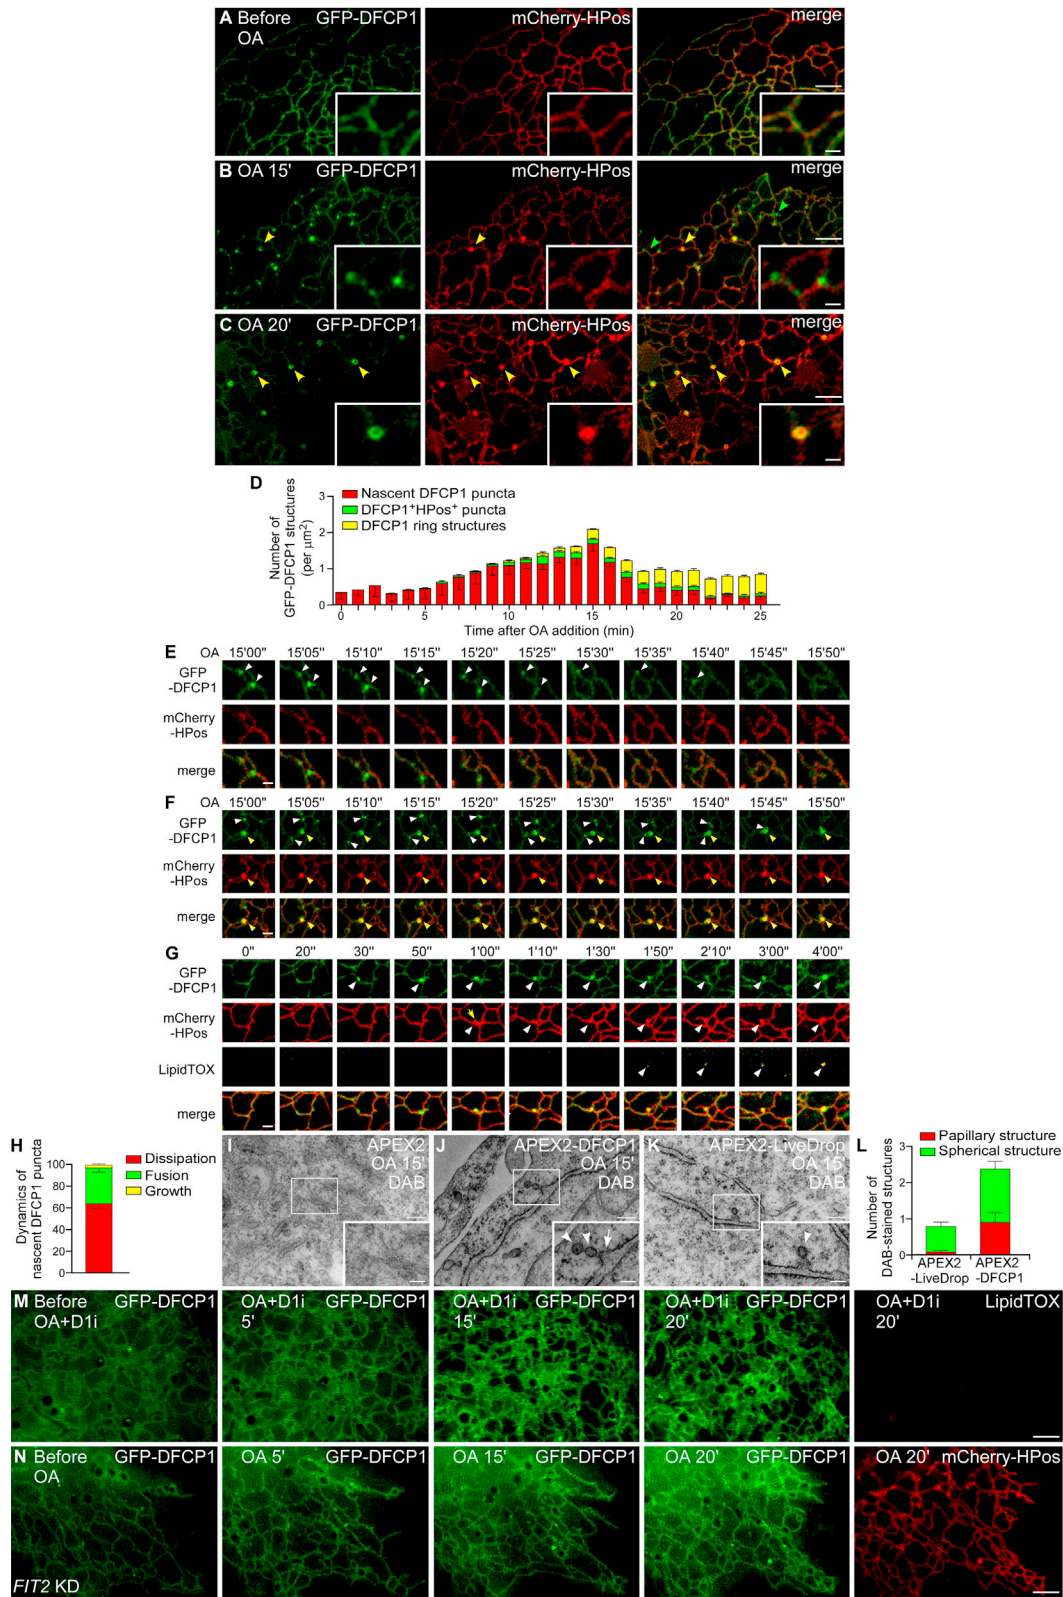 A Before GFP-DFCP1 mCherry-HPos merge
OA
B OA 15' GFP-DFCP1 mCherry-HPos merge
C OA 20' GFP-DFCP1 mCherry-HPos merge
D
Number of
GFP-DFCP1 structures
(per μm2)
3
2
1
0
Nascent DFCP1 puncta
DFCP1+HPos+ puncta
DFCP1 ring structures
0 5 10 15 20 25
Time after OA addition (min)
E OA 15'00" 15'05" 15'10" 15'15" 15'20" 15'25" 15'30" 15'35" 15'40" 15'45" 15'50"
GFP
-DFCP1
mCherry
-HPos
merge
F OA 15'00" 15'05" 15'10" 15'15" 15'20" 15'25" 15'30" 15'35" 15'40" 15'45" 15'50"
GFP
-DFCP1
mCherry
-HPos
merge
G 0" 20" 30" 50" 1'00" 1'10" 1'30" 1'50" 2'10" 3'00" 4'00"
GFP
-DFCP1
mCherry
-HPos
LipidTOX
merge
H
Dynamics of
nascent DFCP1 puncta
100
80
60
40
20
0
Dissipation
Fusion
Growth
I APEX2
OA 15'
DAB
J APEX2-DFCP1
OA 15'
DAB
K APEX2-LiveDrop
OA 15'
DAB
L
Papillary structure
Spherical structure
Number of
DAB-stained structures
3
2
1
0
APEX2
-LiveDrop
APEX2
-DFCP1
M Before GFP-DFCP1
OA+D1i
OA+D1i GFP-DFCP1
5'
OA+D1i GFP-DFCP1
15'
OA+D1i GFP-DFCP1
20'
OA+D1i LipidTOX
20'
N Before GFP-DFCP1
OA
FIT2 KD
OA 5' GFP-DFCP1
OA 15' GFP-DFCP1
OA 20' GFP-DFCP1
OA 20' mCherry-HPos